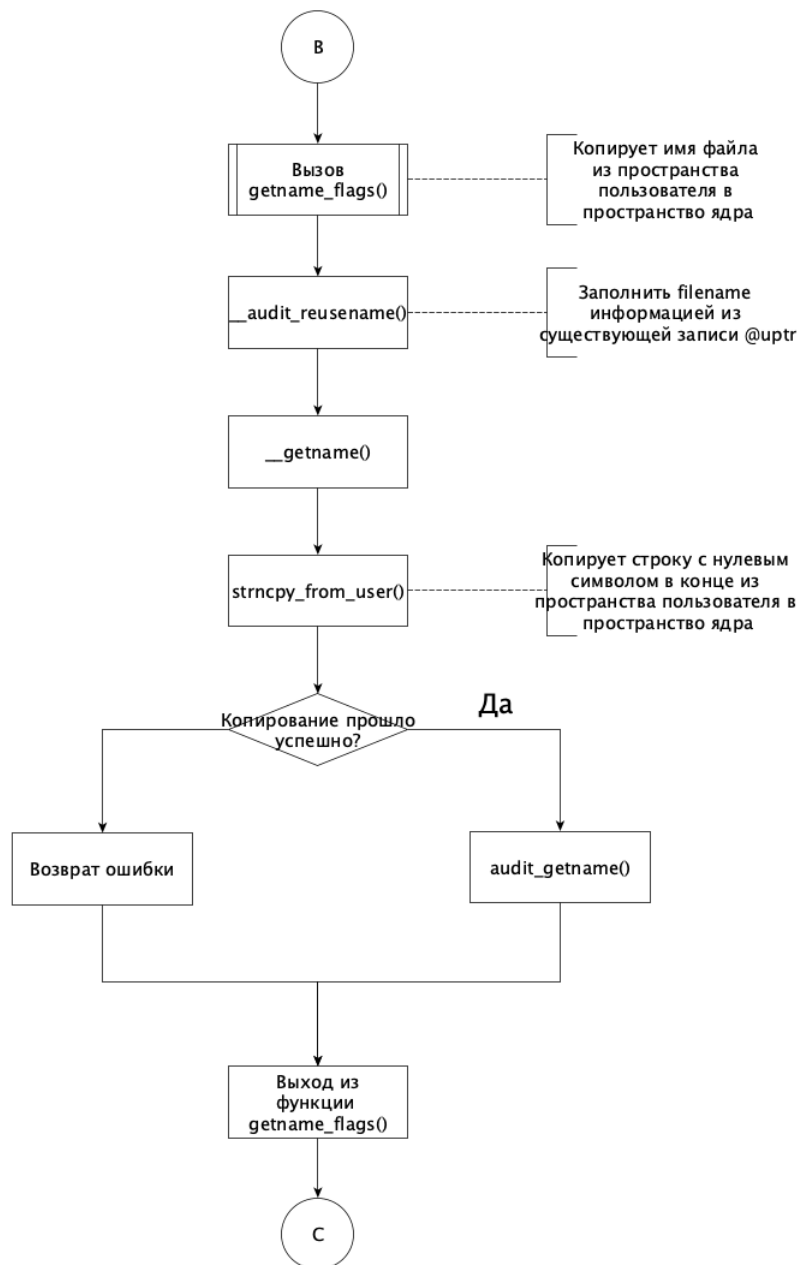 B
Вызов
getname_flags()
Копирует имя файла
из пространства
пользователя в
пространство ядра
__audit_reusename()
Заполнить filename
информацией из
существующей записи @uptr
__getname()
strncpy_from_user()
Копирует строку с нулевым
символом в конце из
пространства пользователя в
пространство ядра
Копирование прошло
успешно?
Да
Возврат ошибки
audit_getname()
Выход из
функции
getname_flags()
C